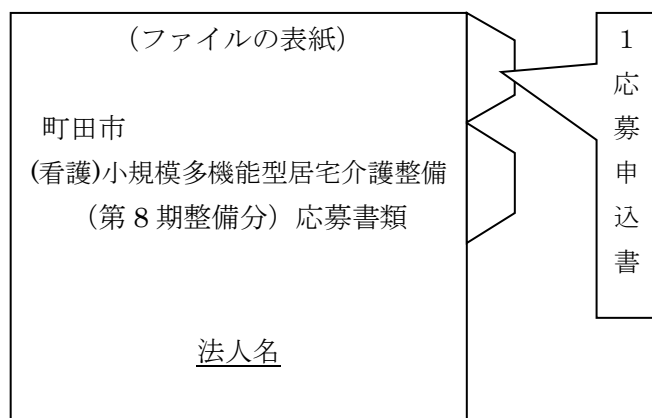 （ファイルの表紙）
町田市
(看護)小規模多機能型居宅介護整備
（第 8 期整備分）応募書類
法人名
1応募申込書